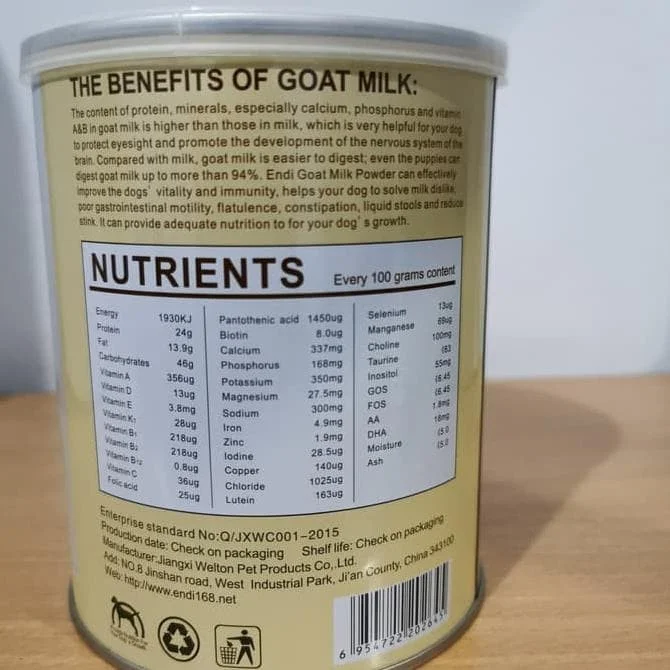 THE BENEFITS OF GOAT MILK:
The content of protein, minerals, especially calcium, phosphorus and vitamin
A&B in goat milk is higher than those in milk, which is very helpful for your dog
to protect eyesight and promote the development of the nervous system of the
brain. Compared with milk, goat milk is easier to digest; even the puppies can
digest goat milk up to more than 94%. Endi Goat Milk Powder can effectively
improve the dogs' vitality and immunity, helps your dog to solve milk dislike,
poor gastrointestinal motility, flatulence, constipation, liquid stools and reduce
stink. It can provide adequate nutrition to for your dog's growth.
NUTRIENTS Every 100 grams content
Energy 1930KJ
Protein 24g
Fat 13.9g
Carbohydrates 46g
Vitamin A 356ug
Vitamin D 13ug
Vitamin E 3.8mg
Vitamin K₁ 28ug
Vitamin B₁ 218ug
Vitamin B₂ 218ug
Vitamin B₁₂ 0.8ug
Vitamin C 36ug
Folic acid 25ug
Pantothenic acid 1450ug
Biotin 8.0ug
Calcium 337mg
Phosphorus 168mg
Potassium 350mg
Magnesium 27.5mg
Sodium 300mg
Iron 4.9mg
Zinc 1.9mg
Iodine 28.5ug
Copper 140ug
Chloride 1025ug
Lutein 163ug
Selenium 13ug
Manganese 69ug
Choline 100mg
Taurine (63
Inositol 55mg
GOS (6.45
FOS (6.45
AA 1.8mg
DHA 18mg
Moisture (5.0
Ash (5.0
Enterprise standard No:Q/JXWC001-2015
Production date: Check on packaging Shelf life: Check on packaging
Manufacturer:Jiangxi Welton Pet Products Co,.Ltd.
Add: NO.8 Jinshan road, West Industrial Park, Ji'an County, China 343100
Web: http://www.endi168.net